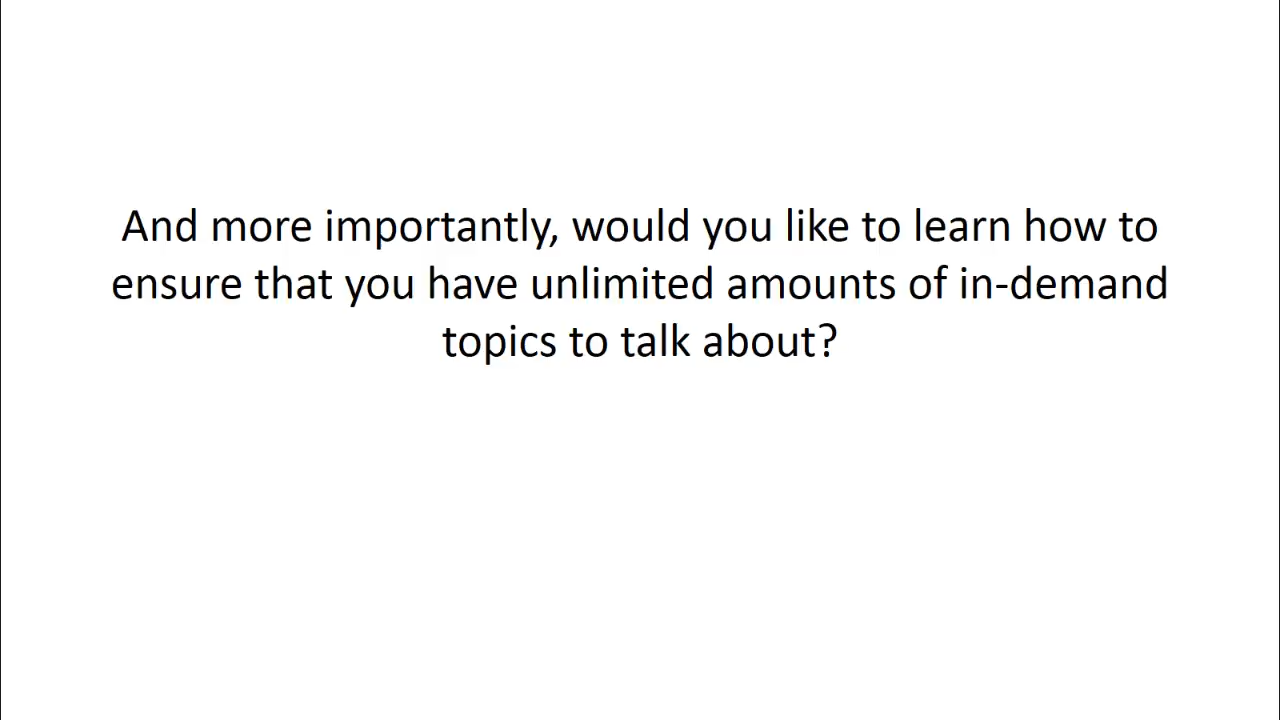 And more importantly, would you like to learn how to
ensure that you have unlimited amounts of in-demand
topics to talk about?